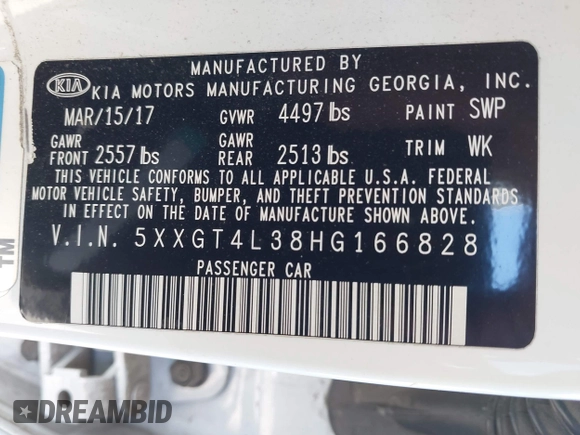 MANUFACTURED BY
KIA KIA MOTORS MANUFACTURING GEORGIA, INC.
MAR/15/17 GVWR 4497 lbs PAINT SWP
GAWR FRONT 2557 lbs GAWR REAR 2513 lbs TRIM WK
THIS VEHICLE CONFORMS TO ALL APPLICABLE U.S.A. FEDERAL
MOTOR VEHICLE SAFETY, BUMPER, AND THEFT PREVENTION STANDARDS
IN EFFECT ON THE DATE OF MANUFACTURE SHOWN ABOVE.
V.I.N. 5XXGT4L38HG166828
PASSENGER CAR
TM
DREAMBID